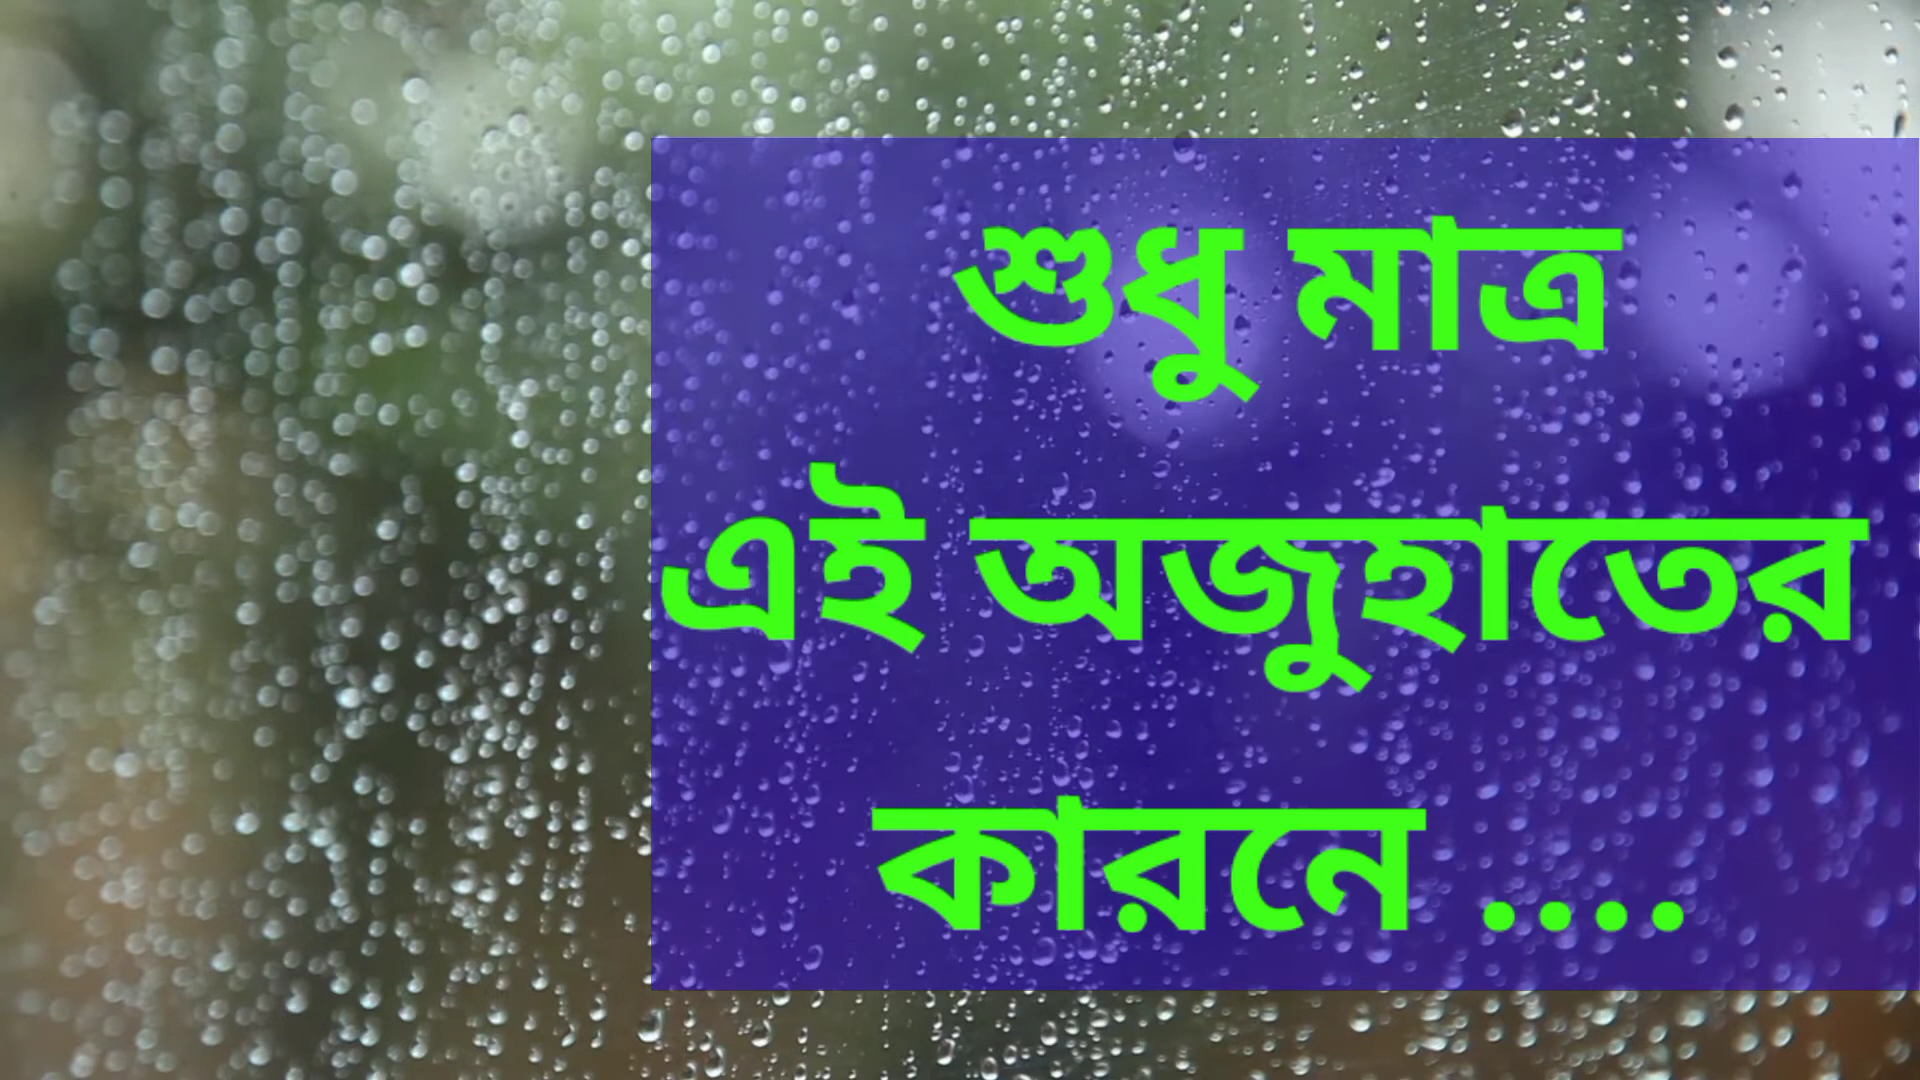 শুধু মাত্র
এই অজুহাতের
কারনে ....